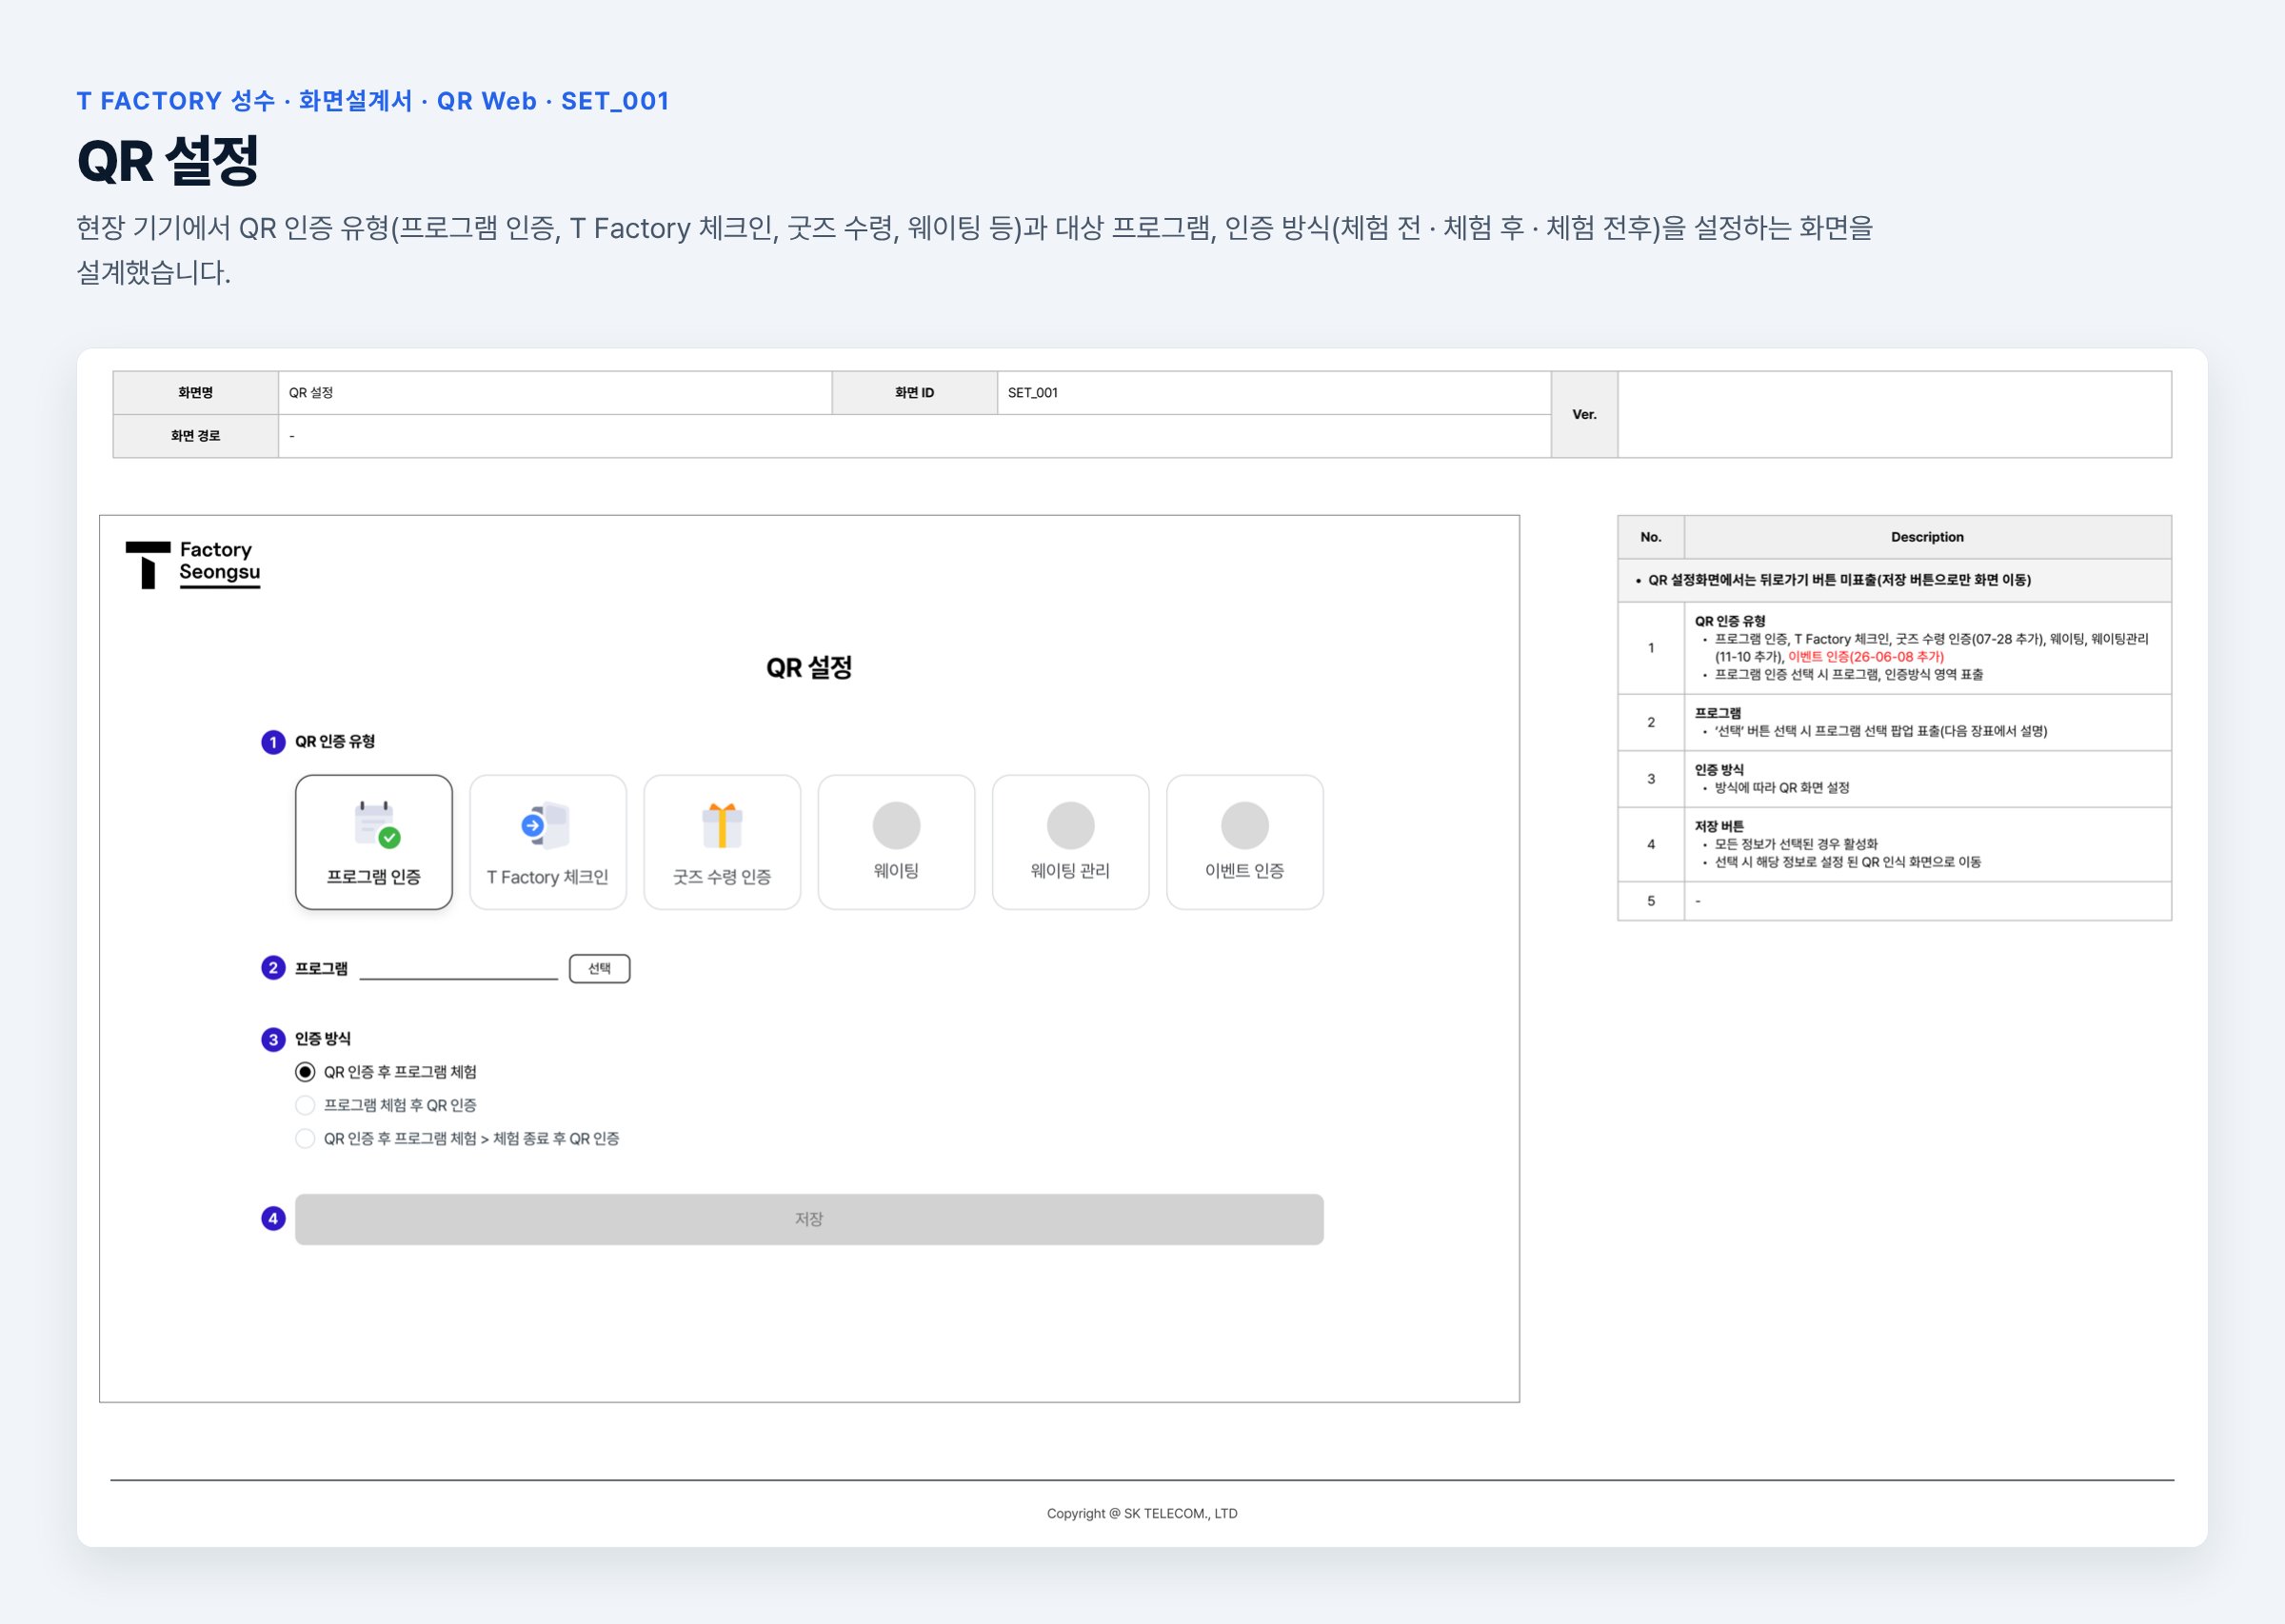 T FACTORY 성수 · 화면설계서 · QR Web · SET_001
QR 설정
현장 기기에서 QR 인증 유형(프로그램 인증, T Factory 체크인, 굿즈 수령, 웨이팅 등)과 대상 프로그램, 인증 방식(체험 전 · 체험 후 · 체험 전후)을 설정하는 화면을
설계했습니다.
화면명
QR 설정
화면 ID
SET_001
Ver.
화면 경로
-
Factory
Seongsu
QR 설정
1 QR 인증 유형
프로그램 인증
T Factory 체크인
굿즈 수령 인증
웨이팅
웨이팅 관리
이벤트 인증
2 프로그램
선택
3 인증 방식
QR 인증 후 프로그램 체험
프로그램 체험 후 QR 인증
QR 인증 후 프로그램 체험 > 체험 종료 후 QR 인증
4
저장
No.
Description
• QR 설정화면에서는 뒤로가기 버튼 미표출(저장 버튼으로만 화면 이동)
1
QR 인증 유형
• 프로그램 인증, T Factory 체크인, 굿즈 수령 인증(07-28 추가), 웨이팅, 웨이팅관리
(11-10 추가), 이벤트 인증(26-06-08 추가)
• 프로그램 인증 선택 시 프로그램, 인증방식 영역 표출
2
프로그램
• ‘선택’ 버튼 선택 시 프로그램 선택 팝업 표출(다음 장표에서 설명)
3
인증 방식
• 방식에 따라 QR 화면 설정
4
저장 버튼
• 모든 정보가 선택된 경우 활성화
• 선택 시 해당 정보로 설정 된 QR 인식 화면으로 이동
5
-
Copyright @ SK TELECOM., LTD